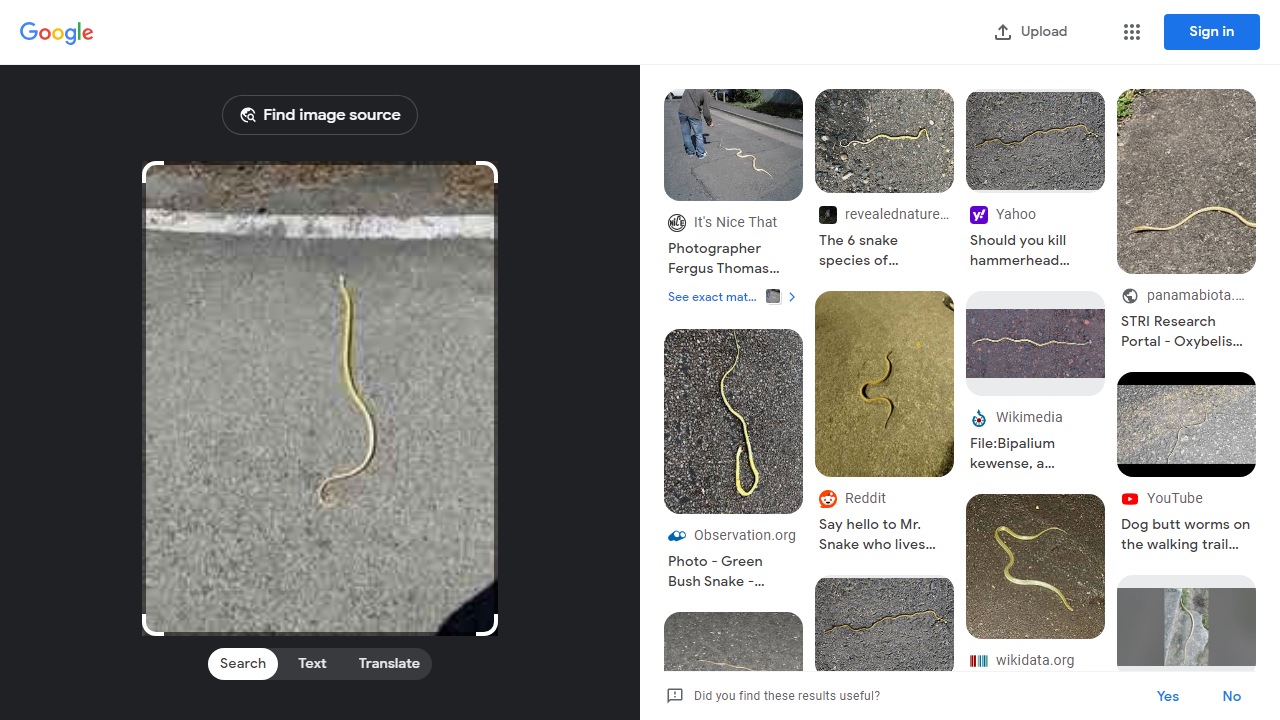 Google
Upload
Sign in
Find image source
Search
Text
Translate
It's Nice That
Photographer
Fergus Thomas...
See exact mat...
Observation.org
Photo - Green
Bush Snake -...
revealednature...
The 6 snake
species of...
Reddit
Say hello to Mr.
Snake who lives...
Yahoo
Should you kill
hammerhead...
Wikimedia
File:Bipalium
kewense, a...
wikidata.org
panamabiota....
STRI Research
Portal - Oxybelis...
YouTube
Dog butt worms on
the walking trail...
Did you find these results useful?
Yes
No